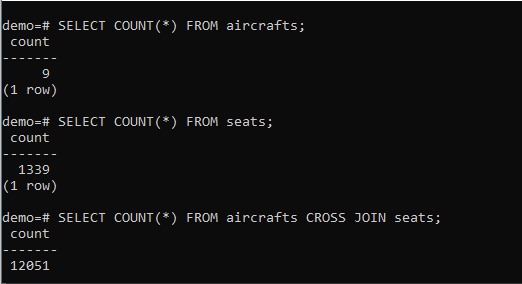 demo=# SELECT COUNT(*) FROM aircrafts;
 count
-------
     9
(1 row)
demo=# SELECT COUNT(*) FROM seats;
 count
-------
  1339
(1 row)
demo=# SELECT COUNT(*) FROM aircrafts CROSS JOIN seats;
 count
-------
 12051